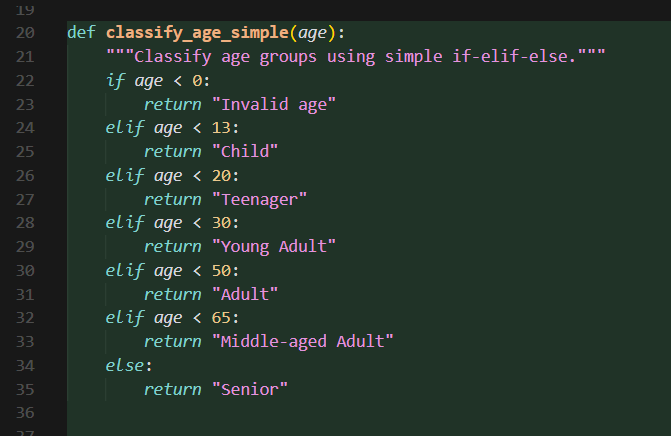 19
20 def classify_age_simple(age):
21     """Classify age groups using simple if-elif-else."""
22     if age < 0:
23         return "Invalid age"
24     elif age < 13:
25         return "Child"
26     elif age < 20:
27         return "Teenager"
28     elif age < 30:
29         return "Young Adult"
30     elif age < 50:
31         return "Adult"
32     elif age < 65:
33         return "Middle-aged Adult"
34     else:
35         return "Senior"
36
37